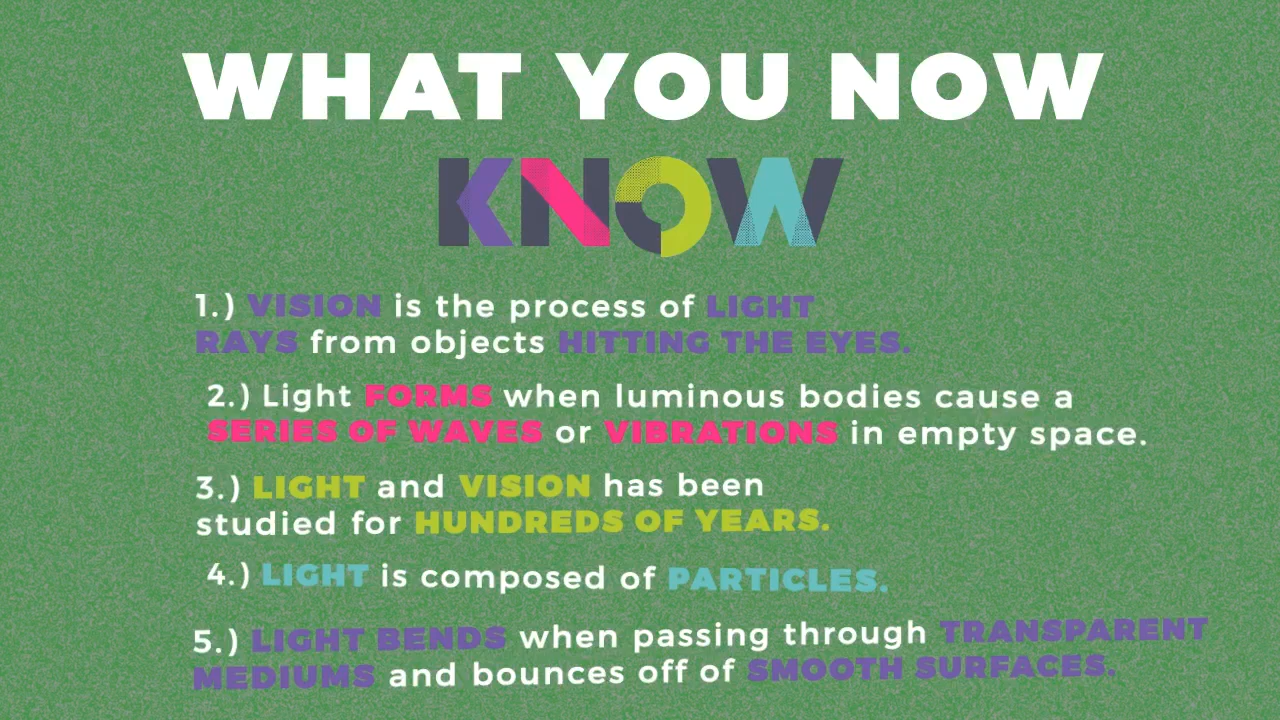 WHAT YOU NOW
KNOW
1.) VISION is the process of LIGHT
RAYS from objects HITTING THE EYES.
2.) Light FORMS when luminous bodies cause a
SERIES OF WAVES or VIBRATIONS in empty space.
3.) LIGHT and VISION has been
studied for HUNDREDS OF YEARS.
4.) LIGHT is composed of PARTICLES.
5.) LIGHT BENDS when passing through TRANSPARENT
MEDIUMS and bounces off of SMOOTH SURFACES.